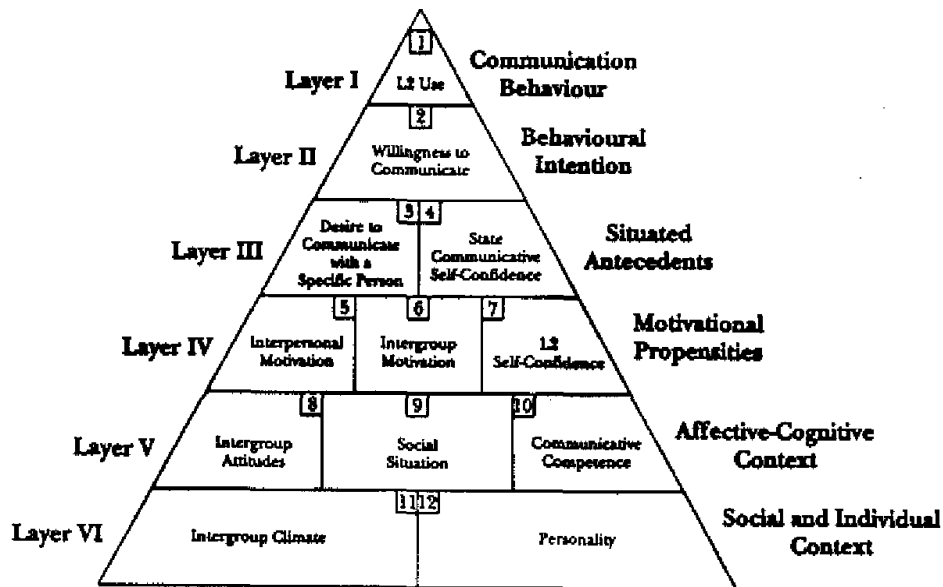 1
Layer I
L2 Use
Communication
Behaviour
2
Layer II
Willingness to
Communicate
Behavioural
Intention
3 4
Layer III
Desire to
Communicate
with a
Specific Person
State
Communicative
Self-Confidence
Situated
Antecedents
5 6 7
Layer IV
Interpersonal
Motivation
Intergroup
Motivation
L2
Self-Confidence
Motivational
Propensities
8 9 10
Layer V
Intergroup
Attitudes
Social
Situation
Communicative
Competence
Affective-Cognitive
Context
11 12
Layer VI
Intergroup Climate
Personality
Social and Individual
Context